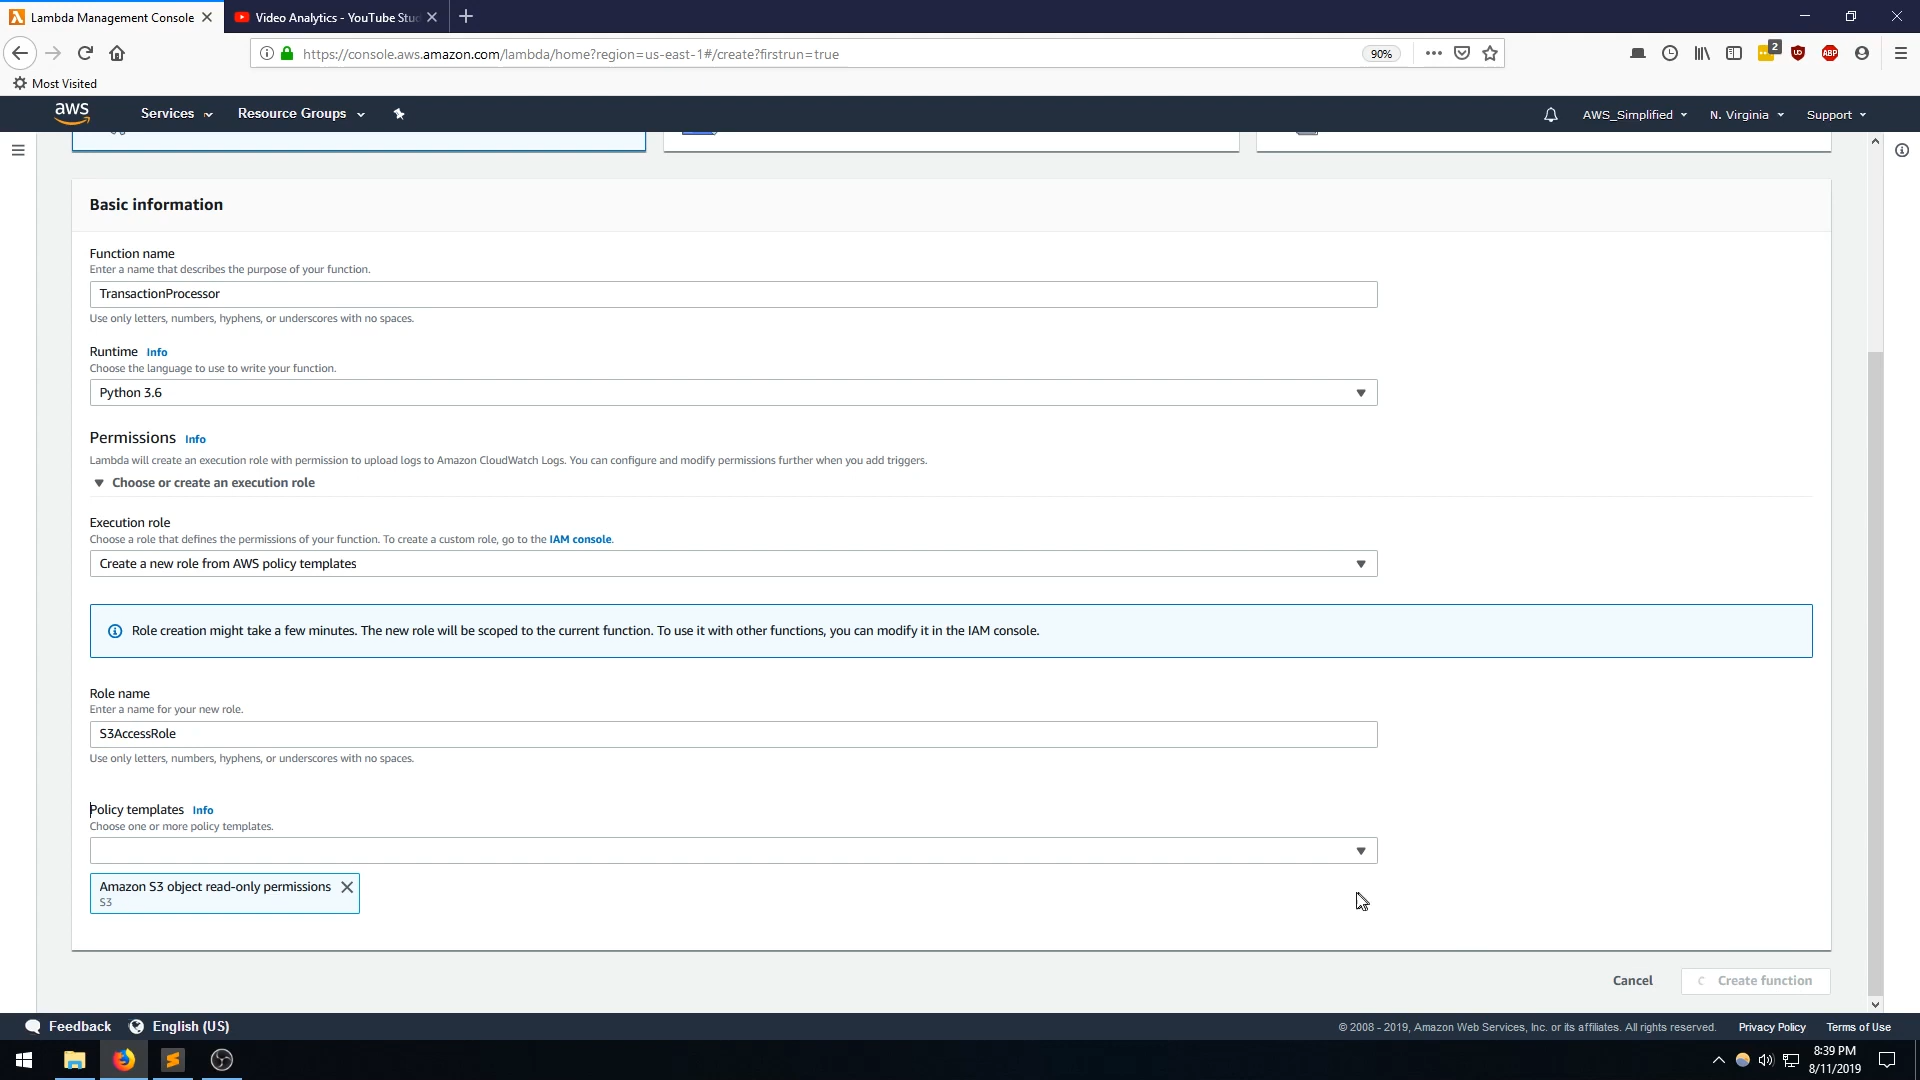 Lambda Management Console
Video Analytics - YouTube Stu
https://console.aws.amazon.com/lambda/home?region=us-east-1#/create?firstrun=true
90%
2
ABP
Most Visited
aws
Services
Resource Groups
AWS_Simplified
N. Virginia
Support
Basic information
Function name
Enter a name that describes the purpose of your function.
TransactionProcessor
Use only letters, numbers, hyphens, or underscores with no spaces.
Runtime Info
Choose the language to use to write your function.
Python 3.6
Permissions Info
Lambda will create an execution role with permission to upload logs to Amazon CloudWatch Logs. You can configure and modify permissions further when you add triggers.
Choose or create an execution role
Execution role
Choose a role that defines the permissions of your function. To create a custom role, go to the IAM console.
Create a new role from AWS policy templates
Role creation might take a few minutes. The new role will be scoped to the current function. To use it with other functions, you can modify it in the IAM console.
Role name
Enter a name for your new role.
S3AccessRole
Use only letters, numbers, hyphens, or underscores with no spaces.
Policy templates Info
Choose one or more policy templates.
Amazon S3 object read-only permissions
S3
Cancel
Create function
Feedback
English (US)
© 2008 - 2019, Amazon Web Services, Inc. or its affiliates. All rights reserved.
Privacy Policy
Terms of Use
8:39 PM
8/11/2019